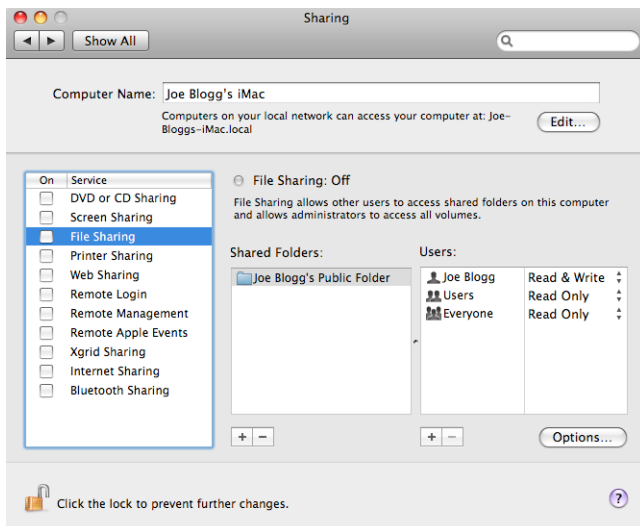 Sharing
Show All
Computer Name: Joe Blogg's iMac
Computers on your local network can access your computer at: Joe-
Bloggs-iMac.local
Edit...
On Service
DVD or CD Sharing
Screen Sharing
File Sharing
Printer Sharing
Web Sharing
Remote Login
Remote Management
Remote Apple Events
Xgrid Sharing
Internet Sharing
Bluetooth Sharing
File Sharing: Off
File Sharing allows other users to access shared folders on this computer
and allows administrators to access all volumes.
Shared Folders:
Joe Blogg's Public Folder
Users:
Joe Blogg Read & Write
Users Read Only
Everyone Read Only
+ − + −
Options...
Click the lock to prevent further changes.
?